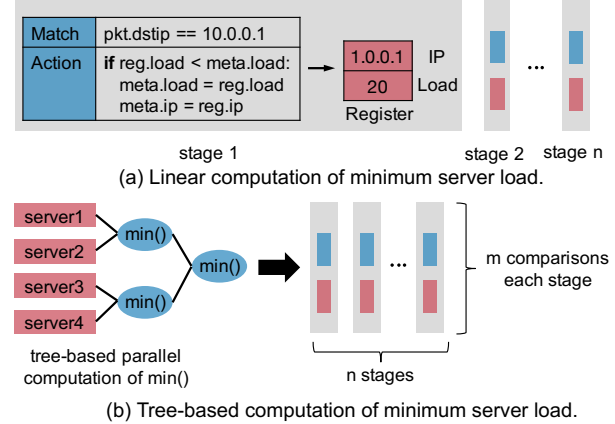 Match pkt.dstip == 10.0.0.1
Action if reg.load < meta.load:
meta.load = reg.load
meta.ip = reg.ip
1.0.0.1 IP
20 Load
Register
...
stage 1
stage 2
stage n
(a) Linear computation of minimum server load.
server1
server2
server3
server4
min()
min()
min()
...
m comparisons
each stage
tree-based parallel
computation of min()
n stages
(b) Tree-based computation of minimum server load.